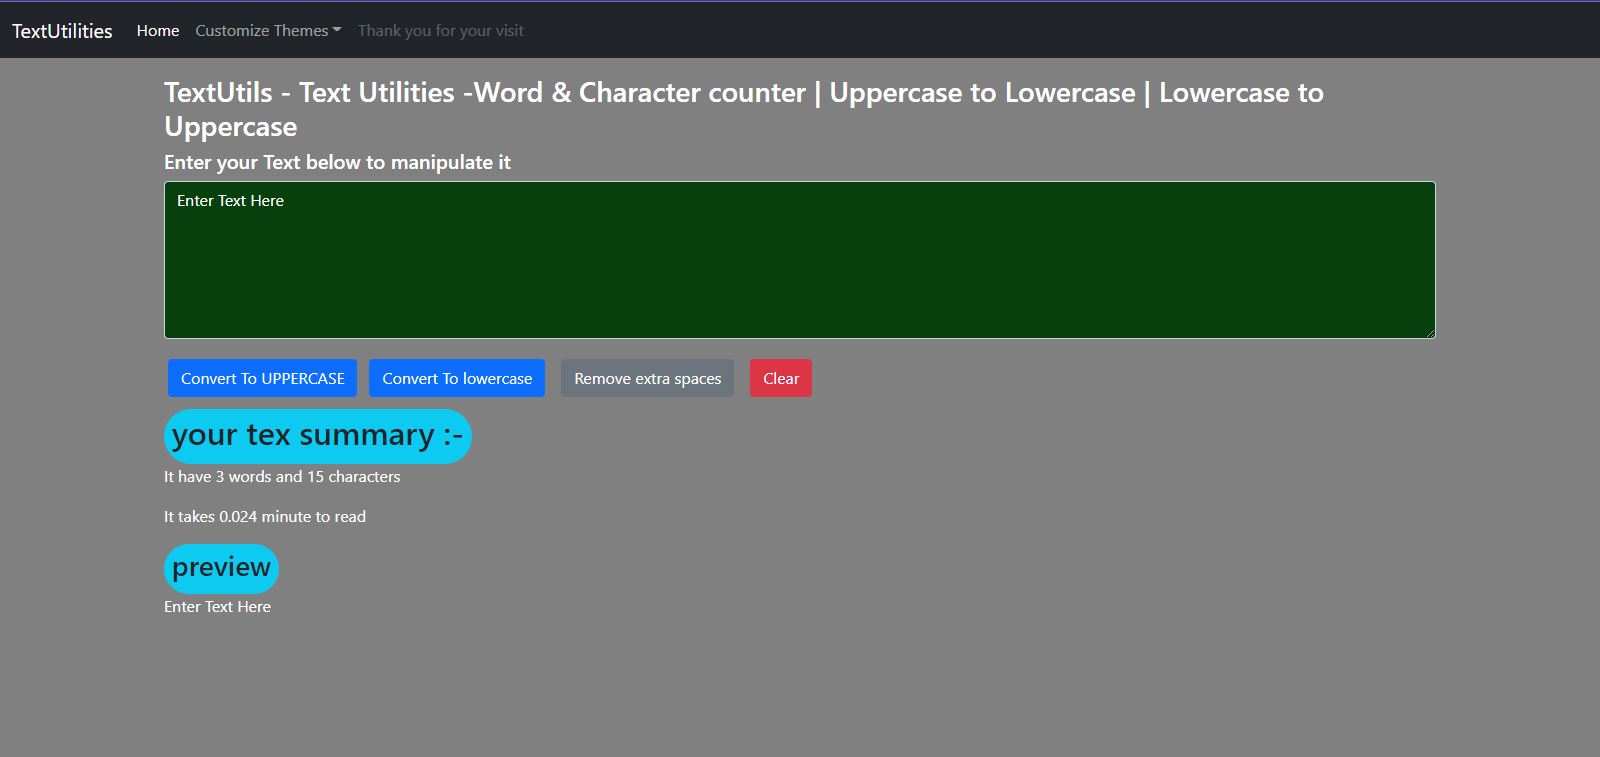 TextUtilities Home Customize Themes Thank you for your visit
TextUtils - Text Utilities -Word & Character counter | Uppercase to Lowercase | Lowercase to
Uppercase
Enter your Text below to manipulate it
Enter Text Here
Convert To UPPERCASE Convert To lowercase Remove extra spaces Clear
your tex summary :-
It have 3 words and 15 characters
It takes 0.024 minute to read
preview
Enter Text Here